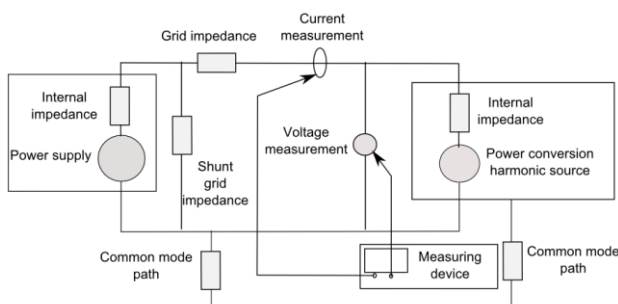 Current
measurement
Grid impedance
Internal
impedance
Power supply
Shunt
grid
impedance
Voltage
measurement
Internal
impedance
Power conversion
harmonic source
Common mode
path
Measuring
device
Common mode
path